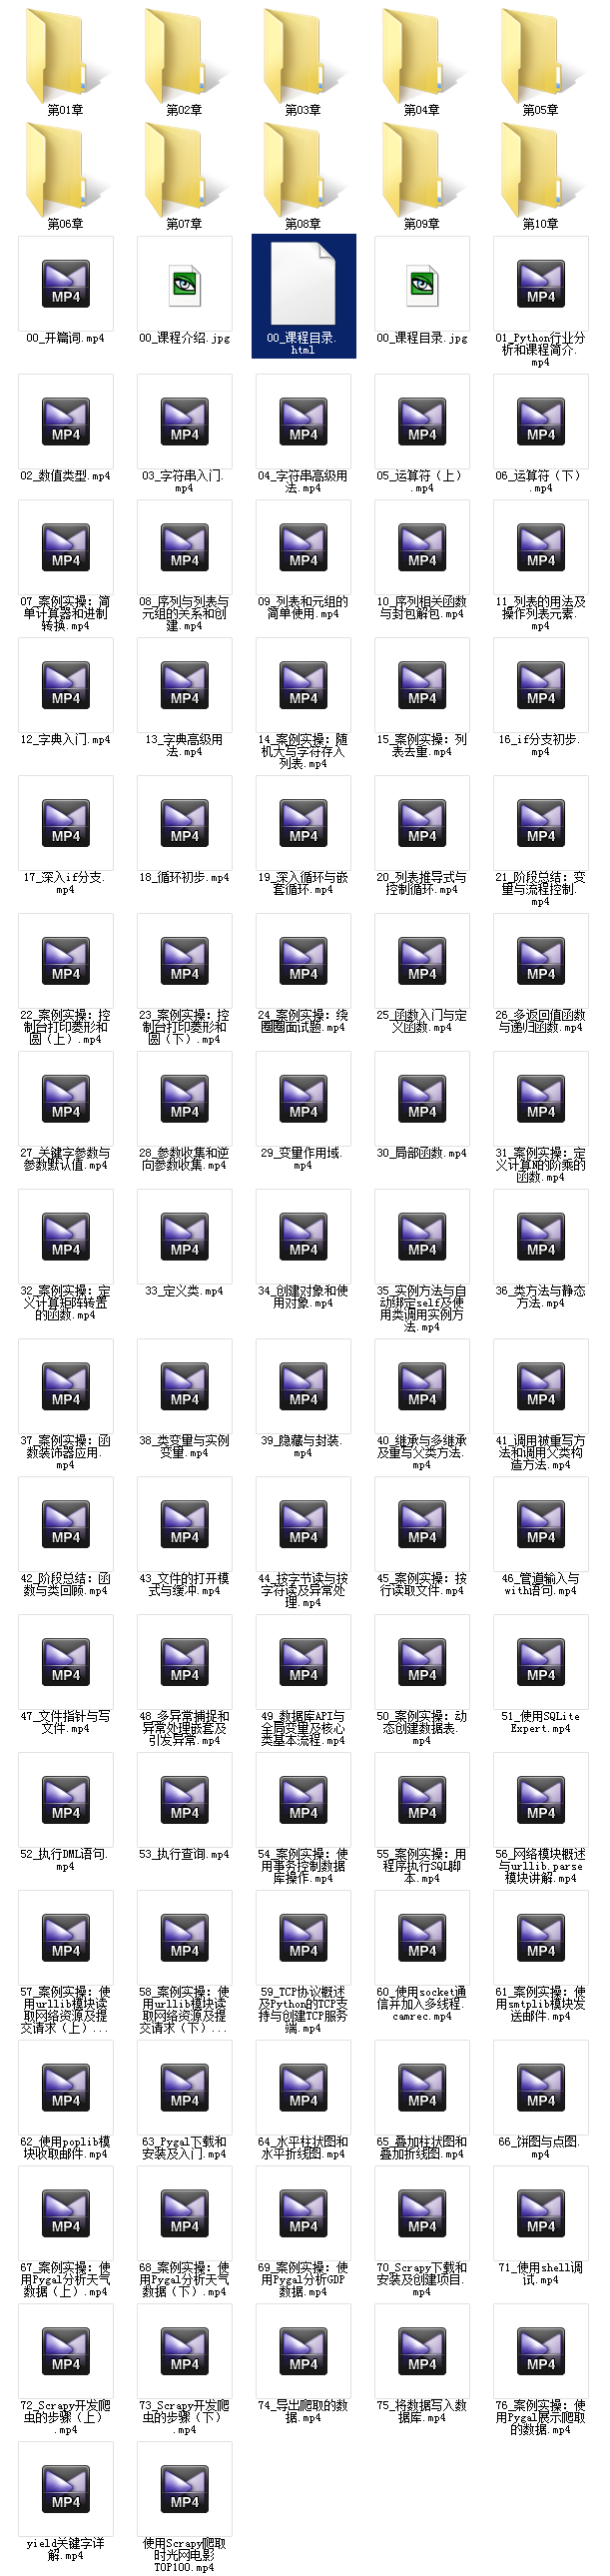 第01章
第02章
第03章
第04章
第05章
第06章
第07章
第08章
第09章
第10章
MP4
00_开篇词.mp4
00_课程介绍.jpg
00_课程目录.
html
00_课程目录.jpg
MP4
01_Python行业分
析和课程简介.
mp4
MP4
02_数值类型.mp4
MP4
03_字符串入门.
mp4
MP4
04_字符串高级用
法.mp4
MP4
05_运算符（上）
.mp4
MP4
06_运算符（下）
.mp4
MP4
07_案例实操：简
单计算器和进制
转换.mp4
MP4
08_序列与列表与
元组的关系和创
建.mp4
MP4
09_列表和元组的
简单使用.mp4
MP4
10_序列相关函数
与封包解包.mp4
MP4
11_列表的用法及
操作列表元素.
mp4
MP4
12_字典入门.mp4
MP4
13_字典高级用
法.mp4
MP4
14_案例实操：随
机大写字符存入
列表.mp4
MP4
15_案例实操：列
表去重.mp4
MP4
16_if分支初步.
mp4
MP4
17_深入if分支.
mp4
MP4
18_循环初步.mp4
MP4
19_深入循环与嵌
套循环.mp4
MP4
20_列表推导式与
控制循环.mp4
MP4
21_阶段总结：变
量与流程控制.
mp4
MP4
22_案例实操：控
制台打印菱形和
圆（上）.mp4
MP4
23_案例实操：控
制台打印菱形和
圆（下）.mp4
MP4
24_案例实操：绕
圈圈面试题.mp4
MP4
25_函数入门与定
义函数.mp4
MP4
26_多返回值函数
与递归函数.mp4
MP4
27_关键字参数与
参数默认值.mp4
MP4
28_参数收集和逆
向参数收集.mp4
MP4
29_变量作用域.
mp4
MP4
30_局部函数.mp4
MP4
31_案例实操：定
义计算N的阶乘的
函数.mp4
MP4
32_案例实操：定
义计算矩阵转置
的函数.mp4
MP4
33_定义类.mp4
MP4
34_创建对象和使
用对象.mp4
MP4
35_实例方法与自
动绑定self及使
用类调用实例方
法.mp4
MP4
36_类方法与静态
方法.mp4
MP4
37_案例实操：函
数装饰器应用.
mp4
MP4
38_类变量与实例
变量.mp4
MP4
39_隐藏与封装.
mp4
MP4
40_继承与多继承
及重写父类方法.
mp4
MP4
41_调用被重写方
法和调用父类构
造方法.mp4
MP4
42_阶段总结：函
数与类回顾.mp4
MP4
43_文件的打开模
式与缓冲.mp4
MP4
44_按字节读与按
字符读及异常处
理.mp4
MP4
45_案例实操：按
行读取文件.mp4
MP4
46_管道输入与
with语句.mp4
MP4
47_文件指针与写
文件.mp4
MP4
48_多异常捕捉和
异常处理嵌套及
引发异常.mp4
MP4
49_数据库API与
全局变量及核心
类基本流程.mp4
MP4
50_案例实操：动
态创建数据表.
mp4
MP4
51_使用SQLite
Expert.mp4
MP4
52_执行DML语句.
mp4
MP4
53_执行查询.mp4
MP4
54_案例实操：使
用事务控制数据
库操作.mp4
MP4
55_案例实操：用
程序执行SQL脚
本.mp4
MP4
56_网络模块概述
与urllib.parse
模块讲解.mp4
MP4
57_案例实操：使
用urllib模块读
取网络资源及提
交请求（上）...
MP4
58_案例实操：使
用urllib模块读
取网络资源及提
交请求（下）...
MP4
59_TCP协议概述
及Python的TCP支
持与创建TCP服务
端.mp4
MP4
60_使用socket通
信并加入多线程.
camrec.mp4
MP4
61_案例实操：使
用smtplib模块发
送邮件.mp4
MP4
62_使用poplib模
块收取邮件.mp4
MP4
63_Pygal下载和
安装及入门.mp4
MP4
64_水平柱状图和
水平折线图.mp4
MP4
65_叠加柱状图和
叠加折线图.mp4
MP4
66_饼图与点图.
mp4
MP4
67_案例实操：使
用Pygal分析天气
数据（上）.mp4
MP4
68_案例实操：使
用Pygal分析天气
数据（下）.mp4
MP4
69_案例实操：使
用Pygal分析GDP
数据.mp4
MP4
70_Scrapy下载和
安装及创建项目.
mp4
MP4
71_使用shell调
试.mp4
MP4
72_Scrapy开发爬
虫的步骤（上）
.mp4
MP4
73_Scrapy开发爬
虫的步骤（下）
.mp4
MP4
74_导出爬取的数
据.mp4
MP4
75_将数据写入数
据库.mp4
MP4
76_案例实操：使
用Pygal展示爬取
的数据.mp4
MP4
yield关键字详
解.mp4
MP4
使用Scrapy爬取
时光网电影
TOP100.mp4